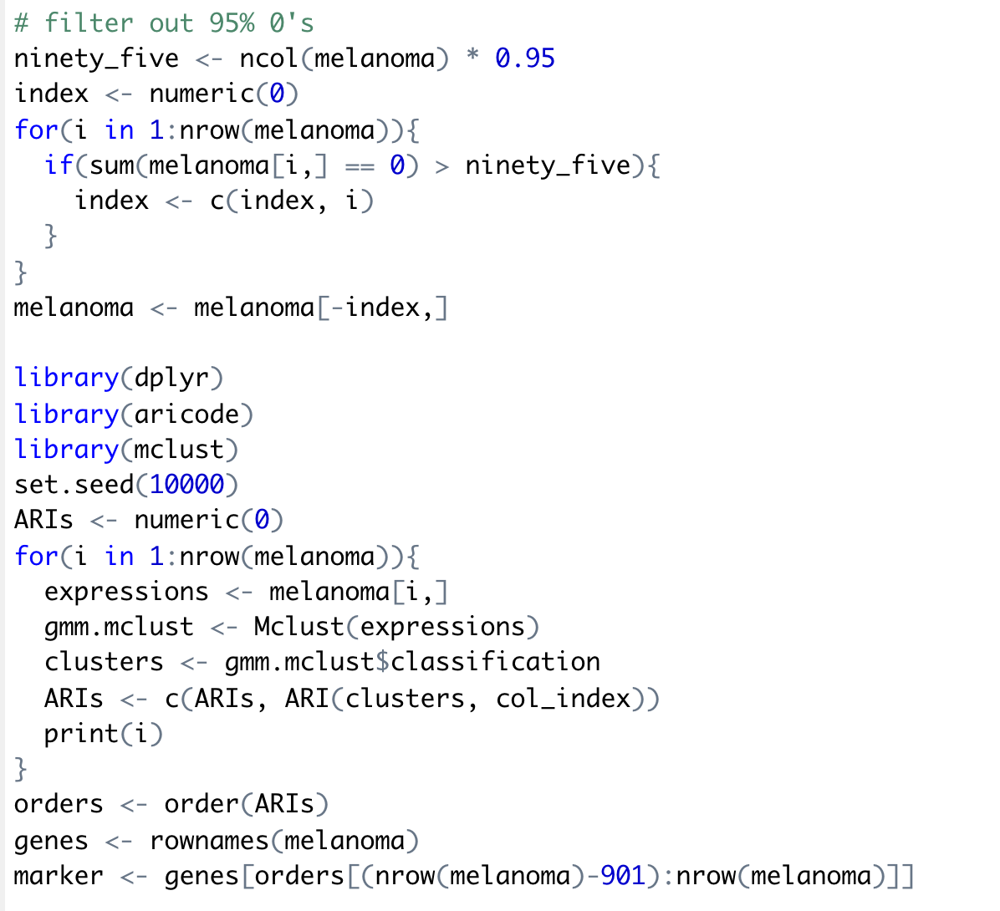 # filter out 95% 0's
ninety_five <- ncol(melanoma) * 0.95
index <- numeric(0)
for(i in 1:nrow(melanoma)){
  if(sum(melanoma[i,] == 0) > ninety_five){
    index <- c(index, i)
  }
}
melanoma <- melanoma[-index,]

library(dplyr)
library(aricode)
library(mclust)
set.seed(10000)
ARIs <- numeric(0)
for(i in 1:nrow(melanoma)){
  expressions <- melanoma[i,]
  gmm.mclust <- Mclust(expressions)
  clusters <- gmm.mclust$classification
  ARIs <- c(ARIs, ARI(clusters, col_index))
  print(i)
}
orders <- order(ARIs)
genes <- rownames(melanoma)
marker <- genes[orders[(nrow(melanoma)-901):nrow(melanoma)]]